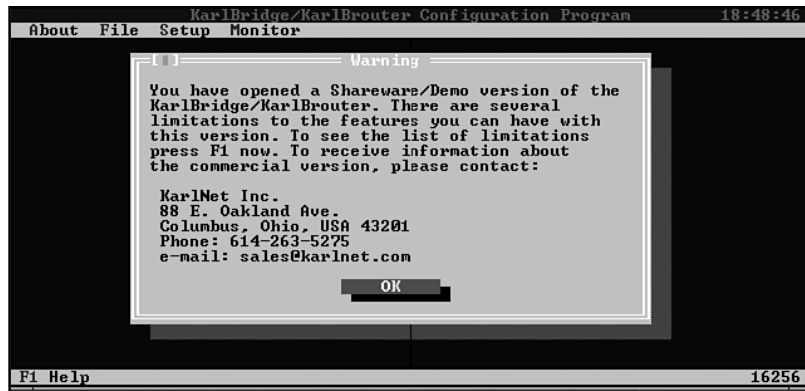 KarlBridge/KarlBrouter Configuration Program 18:48:46
About File Setup Monitor
Warning
You have opened a Shareware/Demo version of the
KarlBridge/KarlBrouter. There are several
limitations to the features you can have with
this version. To see the list of limitations
press F1 now. To receive information about
the commercial version, please contact:
KarlNet Inc.
88 E. Oakland Ave.
Columbus, Ohio, USA 43201
Phone: 614-263-5275
e-mail: sales@karlnet.com
OK
F1 Help 16256